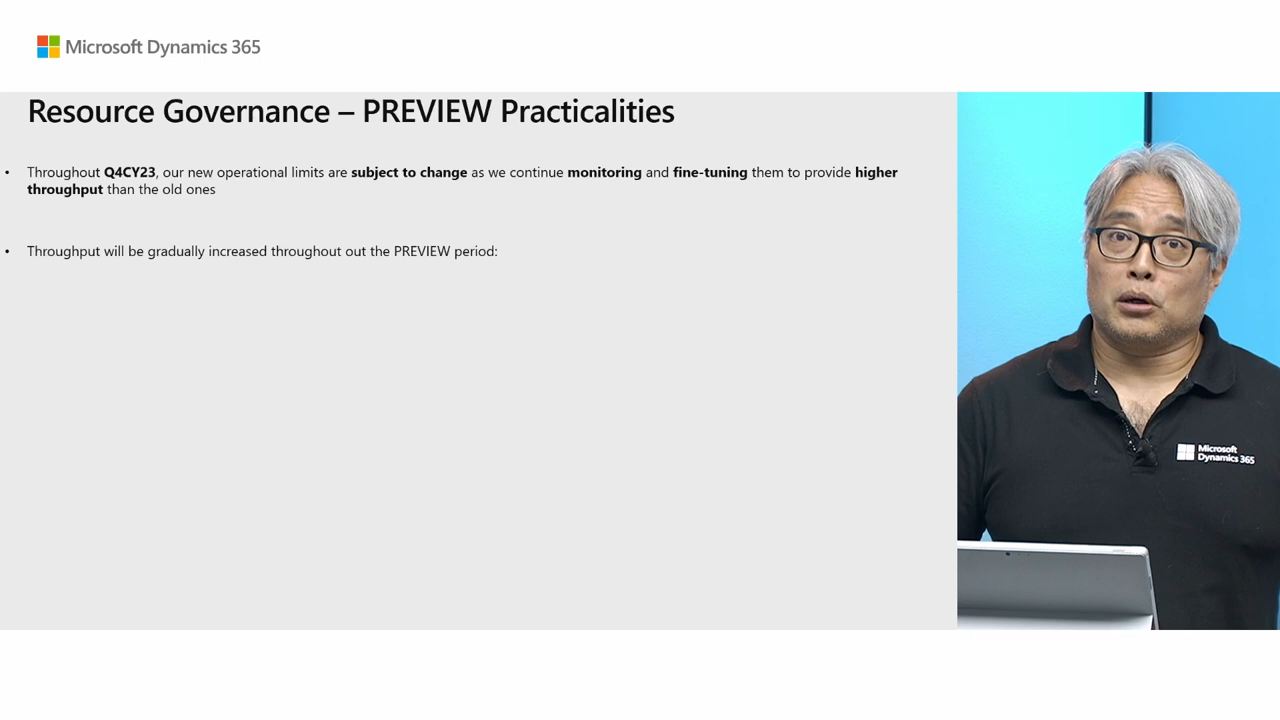 Microsoft Dynamics 365
Resource Governance – PREVIEW Practicalities
• Throughout Q4CY23, our new operational limits are subject to change as we continue monitoring and fine-tuning them to provide higher
throughput than the old ones
• Throughput will be gradually increased throughout out the PREVIEW period:
Microsoft
Dynamics 365